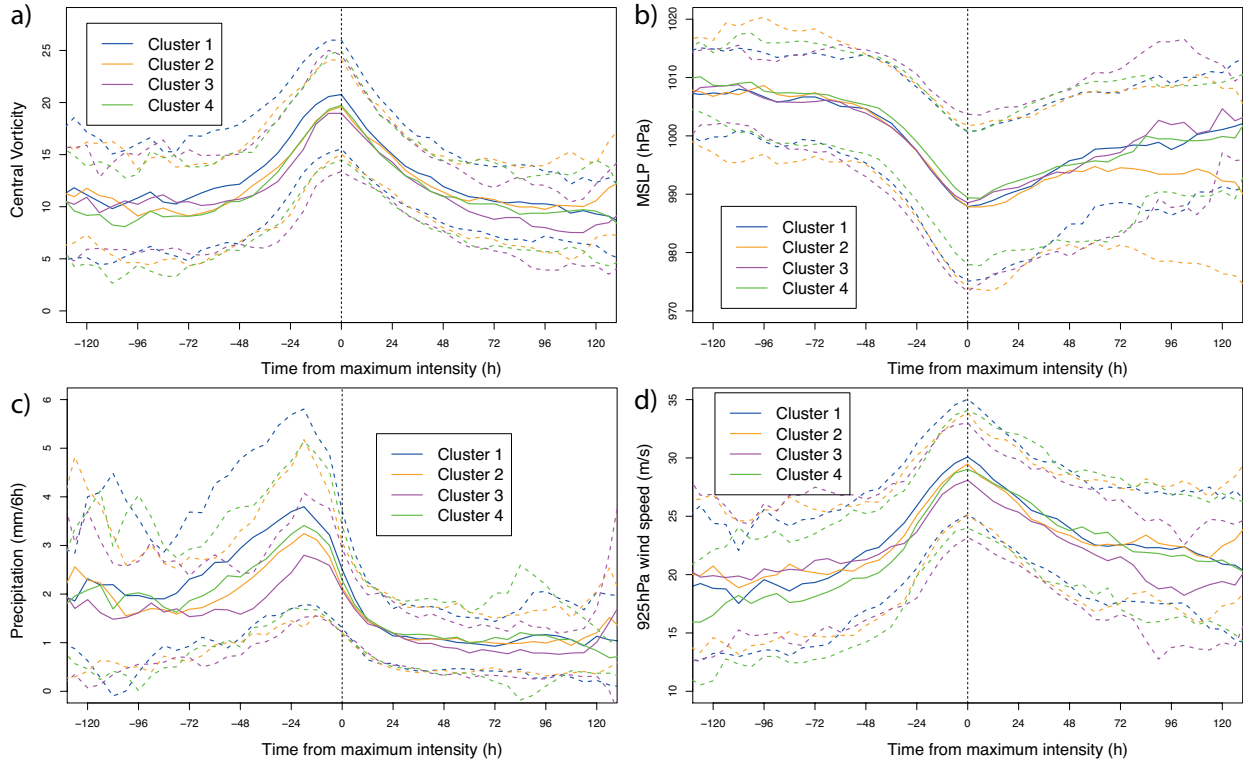 a)
Central Vorticity
0 5 10 15 20 25
Cluster 1
Cluster 2
Cluster 3
Cluster 4
−120 −96 −72 −48 −24 0 24 48 72 96 120
Time from maximum intensity (h)
b)
MSLP (hPa)
970 980 990 1000 1010 1020
Cluster 1
Cluster 2
Cluster 3
Cluster 4
−120 −96 −72 −48 −24 0 24 48 72 96 120
Time from maximum intensity (h)
c)
Precipitation (mm/6h)
0 1 2 3 4 5 6
Cluster 1
Cluster 2
Cluster 3
Cluster 4
−120 −96 −72 −48 −24 0 24 48 72 96 120
Time from maximum intensity (h)
d)
925hPa wind speed (m/s)
10 15 20 25 30 35
Cluster 1
Cluster 2
Cluster 3
Cluster 4
−120 −96 −72 −48 −24 0 24 48 72 96 120
Time from maximum intensity (h)